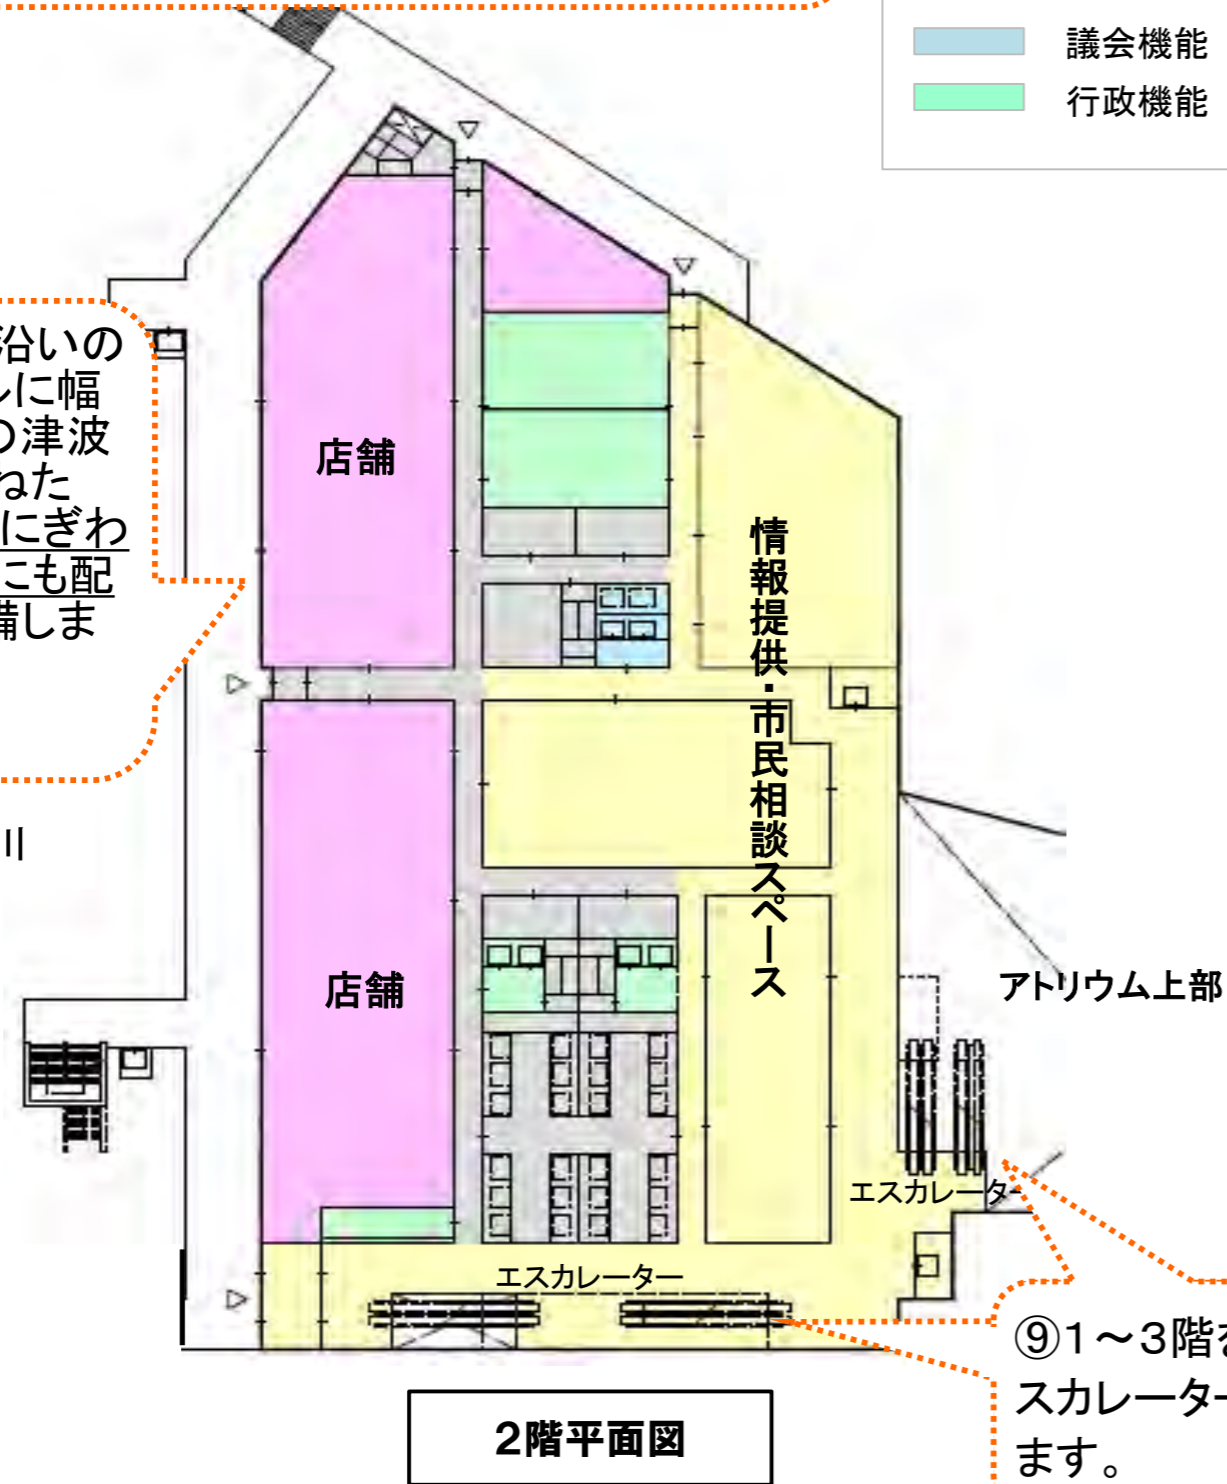 議会機能
行政機能
沿いの
ルに幅
の津波
ねた
にぎわ
にも配
備しま
川
店舗
店舗
情報提供・市民相談スペース
アトリウム上部
エスカレーター
エスカレーター
⑨1～3階を
スカレーター
ます。
2階平面図